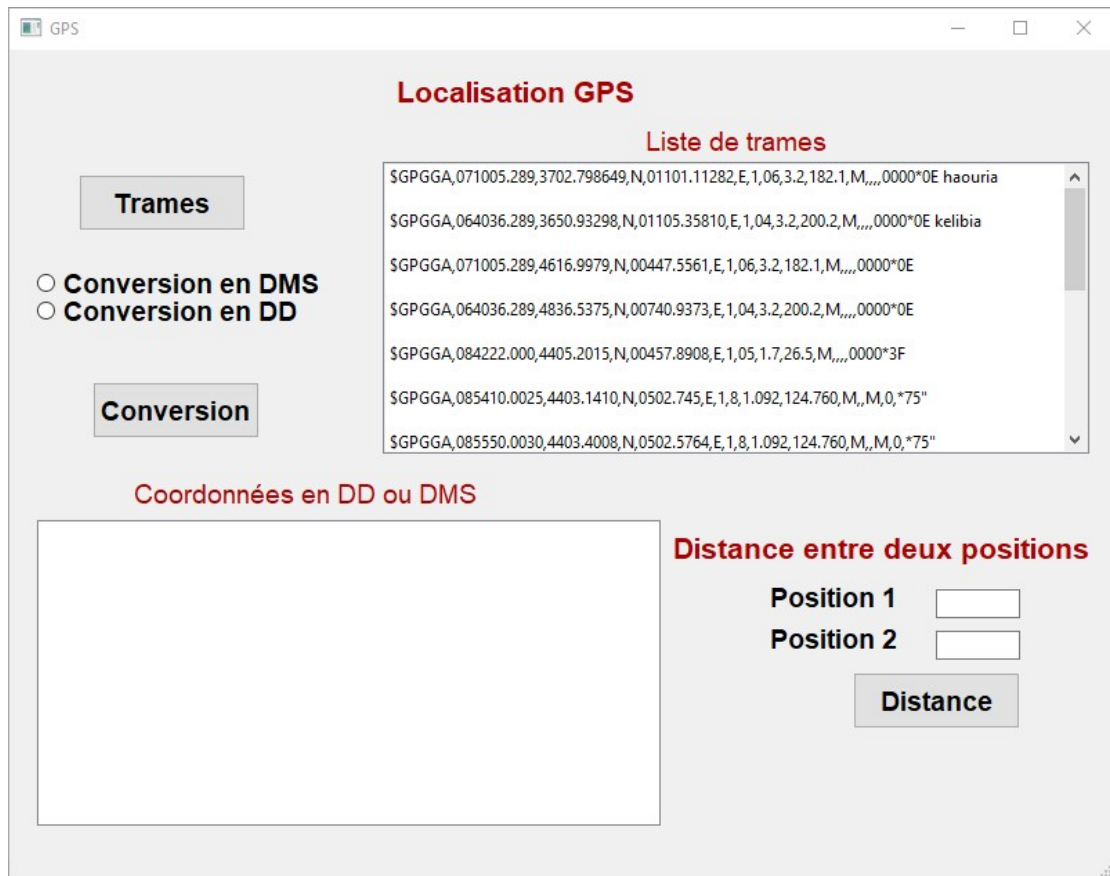 GPS
Localisation GPS
Liste de trames
Trames
$GPGGA,071005.289,3702.798649,N,01101.11282,E,1,06,3.2,182.1,M,,,,0000*0E haouria
$GPGGA,064036.289,3650.93298,N,01105.35810,E,1,04,3.2,200.2,M,,,,0000*0E kelibia
$GPGGA,071005.289,4616.9979,N,00447.5561,E,1,06,3.2,182.1,M,,,,0000*0E
$GPGGA,064036.289,4836.5375,N,00740.9373,E,1,04,3.2,200.2,M,,,,0000*0E
$GPGGA,084222.000,4405.2015,N,00457.8908,E,1,05,1.7,26.5,M,,,,0000*3F
$GPGGA,085410.0025,4403.1410,N,0502.745,E,1,8,1.092,124.760,M,,M,0,*75"
$GPGGA,085550.0030,4403.4008,N,0502.5764,E,1,8,1.092,124.760,M,,M,0,*75"
Conversion en DMS
Conversion en DD
Conversion
Coordonnées en DD ou DMS
Distance entre deux positions
Position 1
Position 2
Distance